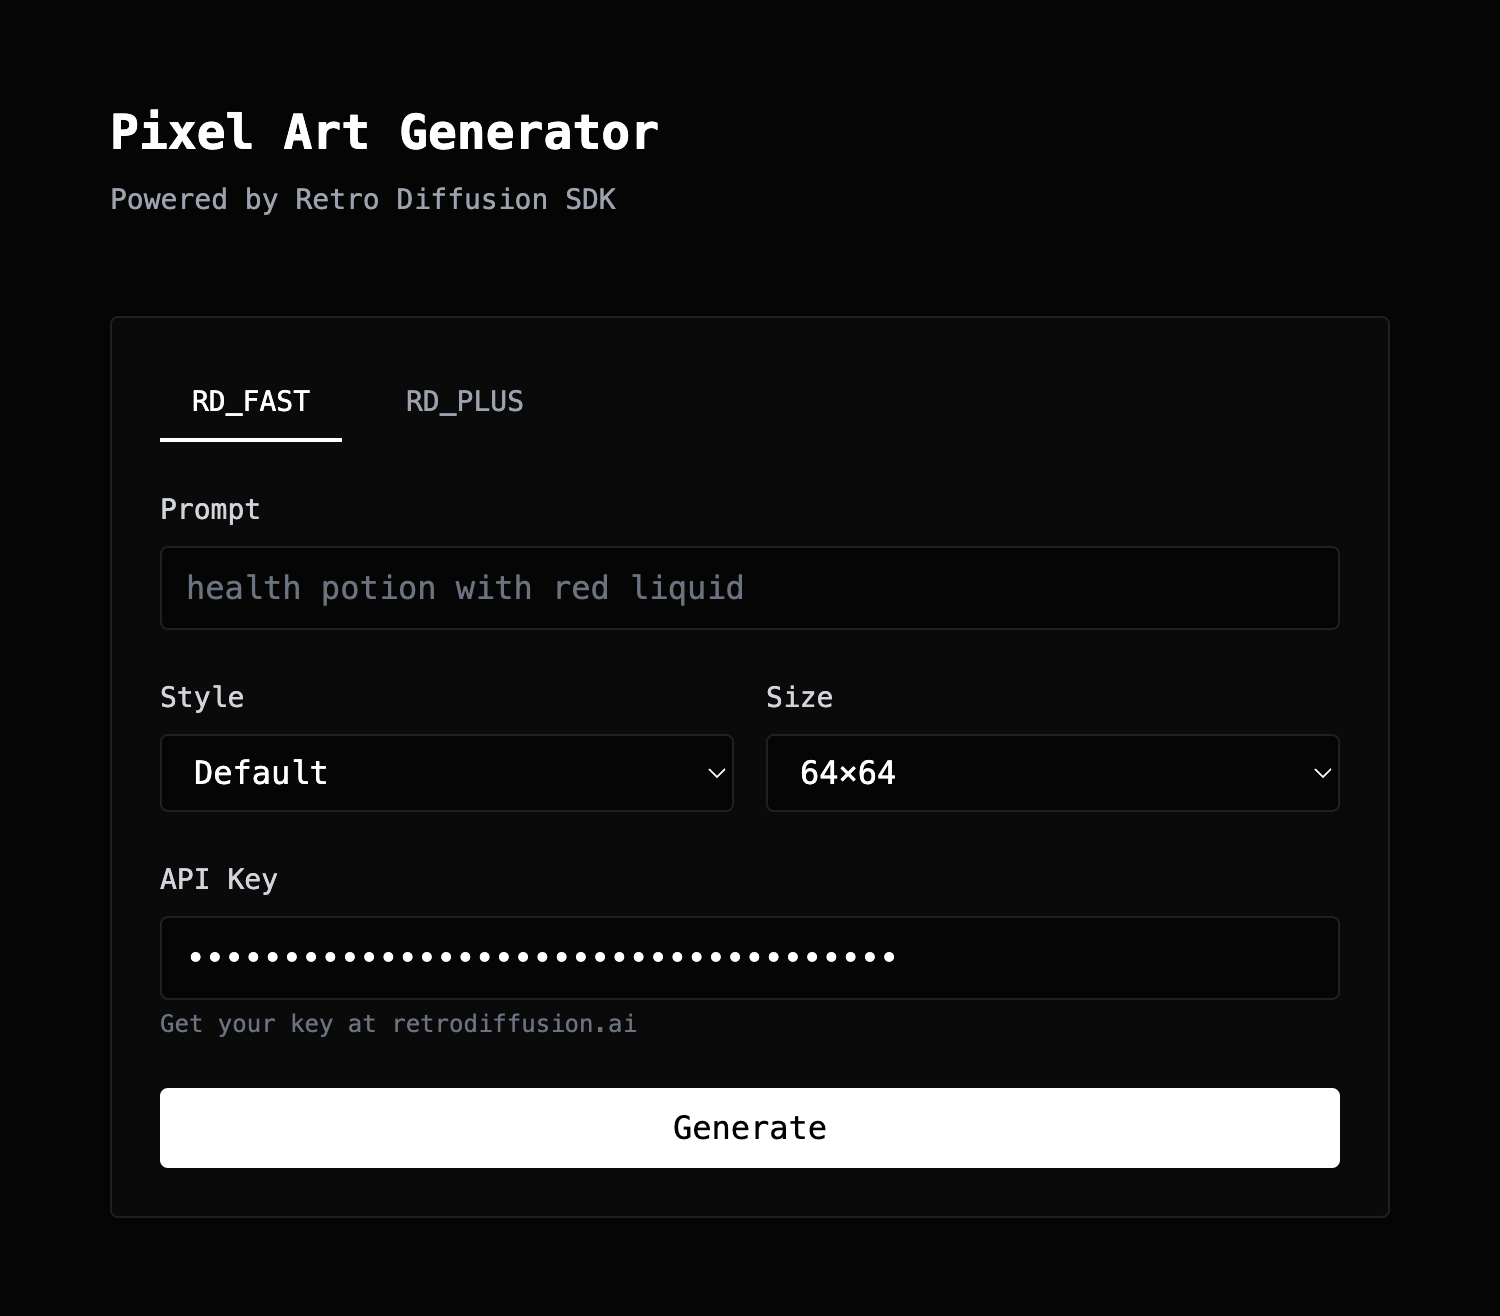 Pixel Art Generator
Powered by Retro Diffusion SDK
RD_FAST RD_PLUS
Prompt
health potion with red liquid
Style Size
Default 64×64
API Key
•••••••••••••••••••••••••••••••••••••
Get your key at retrodiffusion.ai
Generate